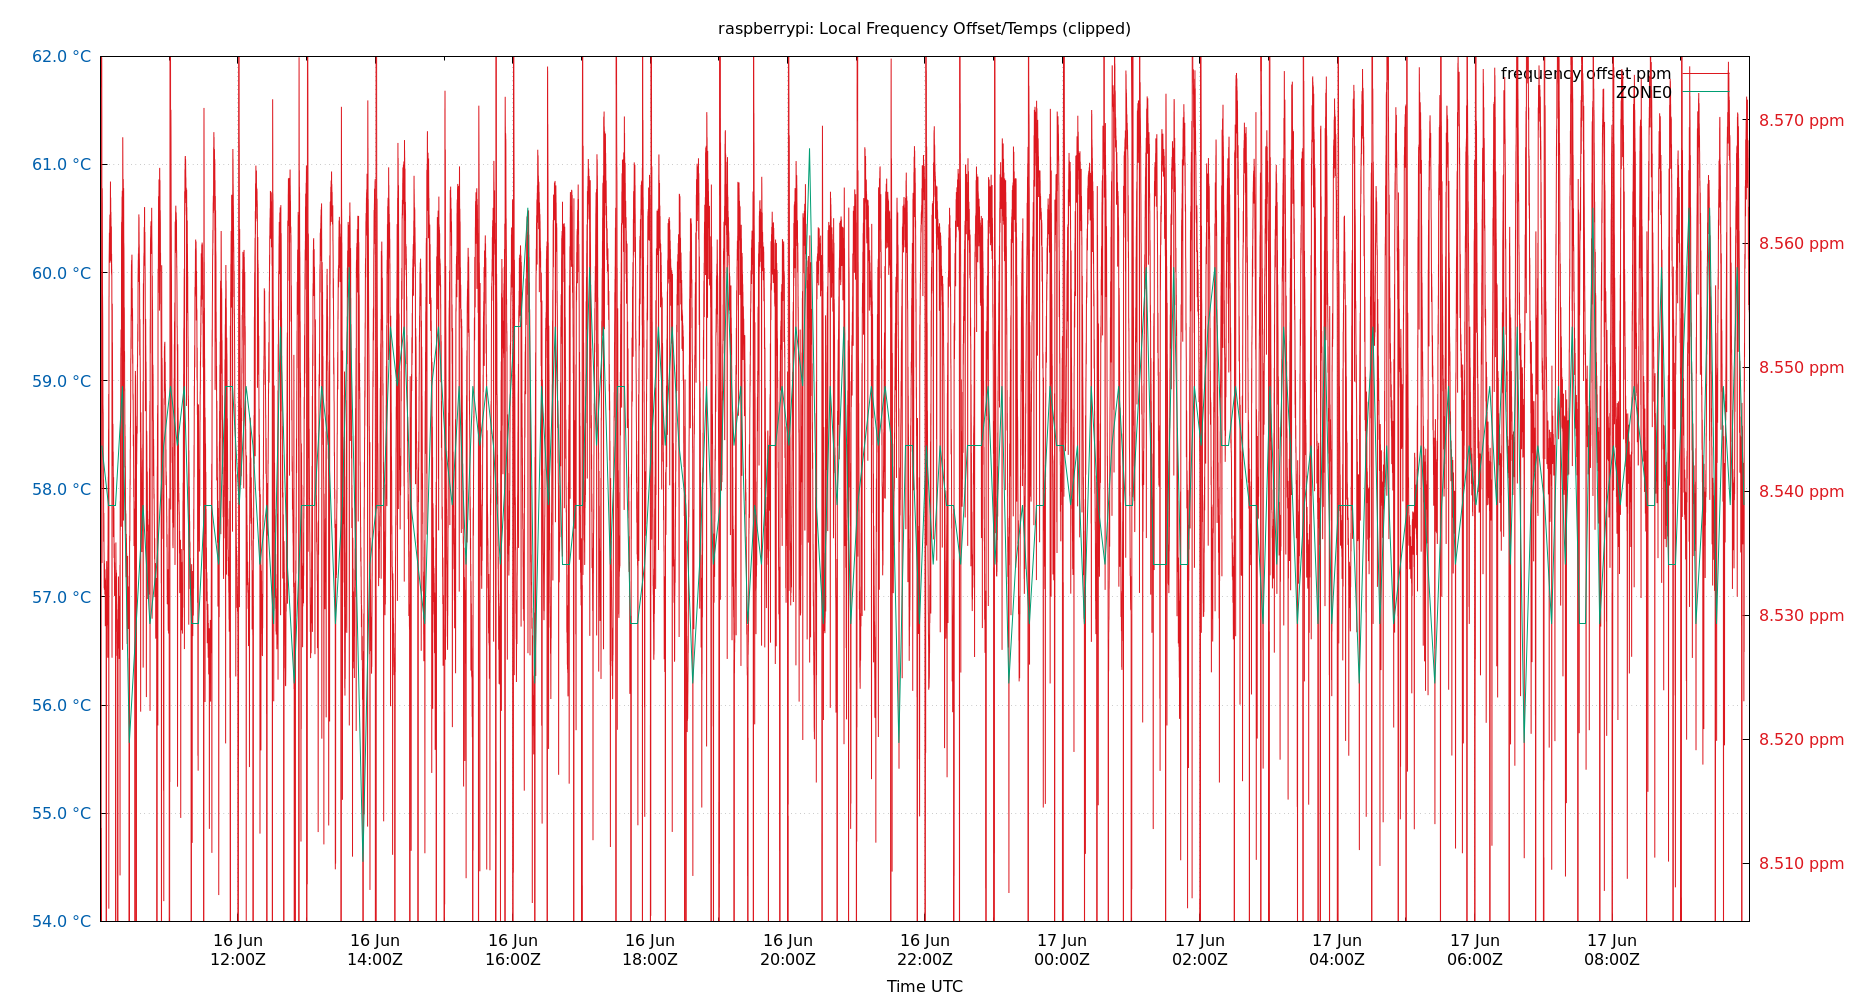 raspberrypi: Local Frequency Offset/Temps (clipped)
62.0 °C
61.0 °C
60.0 °C
59.0 °C
58.0 °C
57.0 °C
56.0 °C
55.0 °C
54.0 °C
frequency offset ppm
ZONE0
8.570 ppm
8.560 ppm
8.550 ppm
8.540 ppm
8.530 ppm
8.520 ppm
8.510 ppm
16 Jun 16 Jun 16 Jun 16 Jun 16 Jun 16 Jun 17 Jun 17 Jun 17 Jun 17 Jun 17 Jun
12:00Z 14:00Z 16:00Z 18:00Z 20:00Z 22:00Z 00:00Z 02:00Z 04:00Z 06:00Z 08:00Z
Time UTC